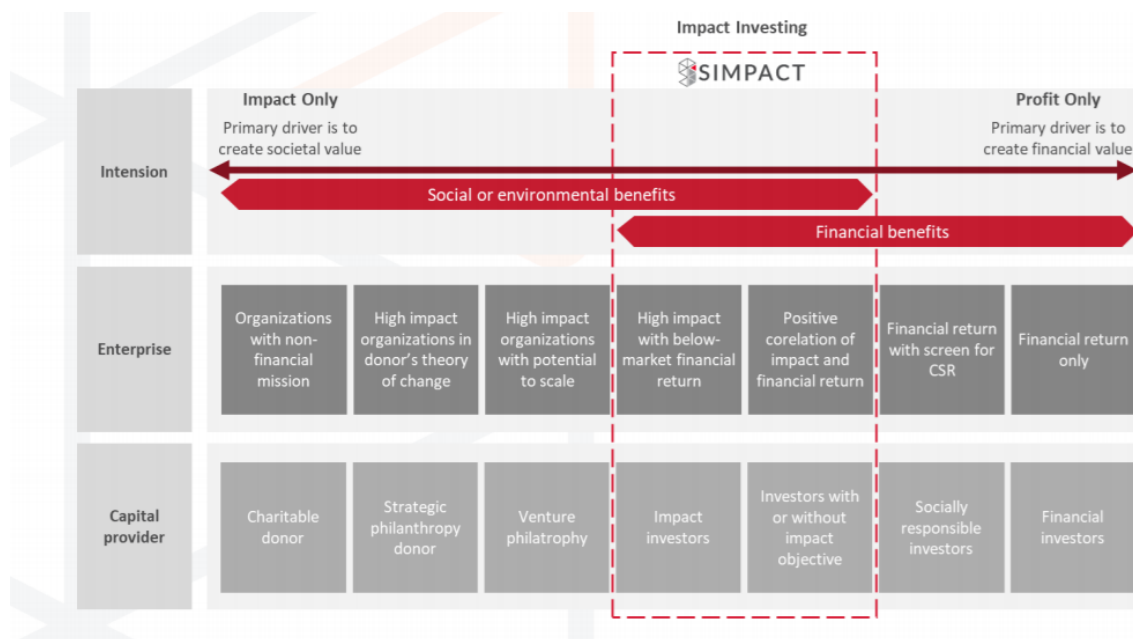 Impact Investing
SIMPACT
Impact Only
Primary driver is to
create societal value
Profit Only
Primary driver is to
create financial value
Intension
Social or environmental benefits
Financial benefits
Enterprise
Organizations
with non-
financial
mission
High impact
organizations in
donor's theory
of change
High impact
organizations
with potential
to scale
High impact
with below-
market financial
return
Positive
corelation of
impact and
financial return
Financial return
with screen for
CSR
Financial return
only
Capital
provider
Charitable
donor
Strategic
philanthropy
donor
Venture
philatrophy
Impact
investors
Investors with
or without
impact
objective
Socially
responsible
investors
Financial
investors